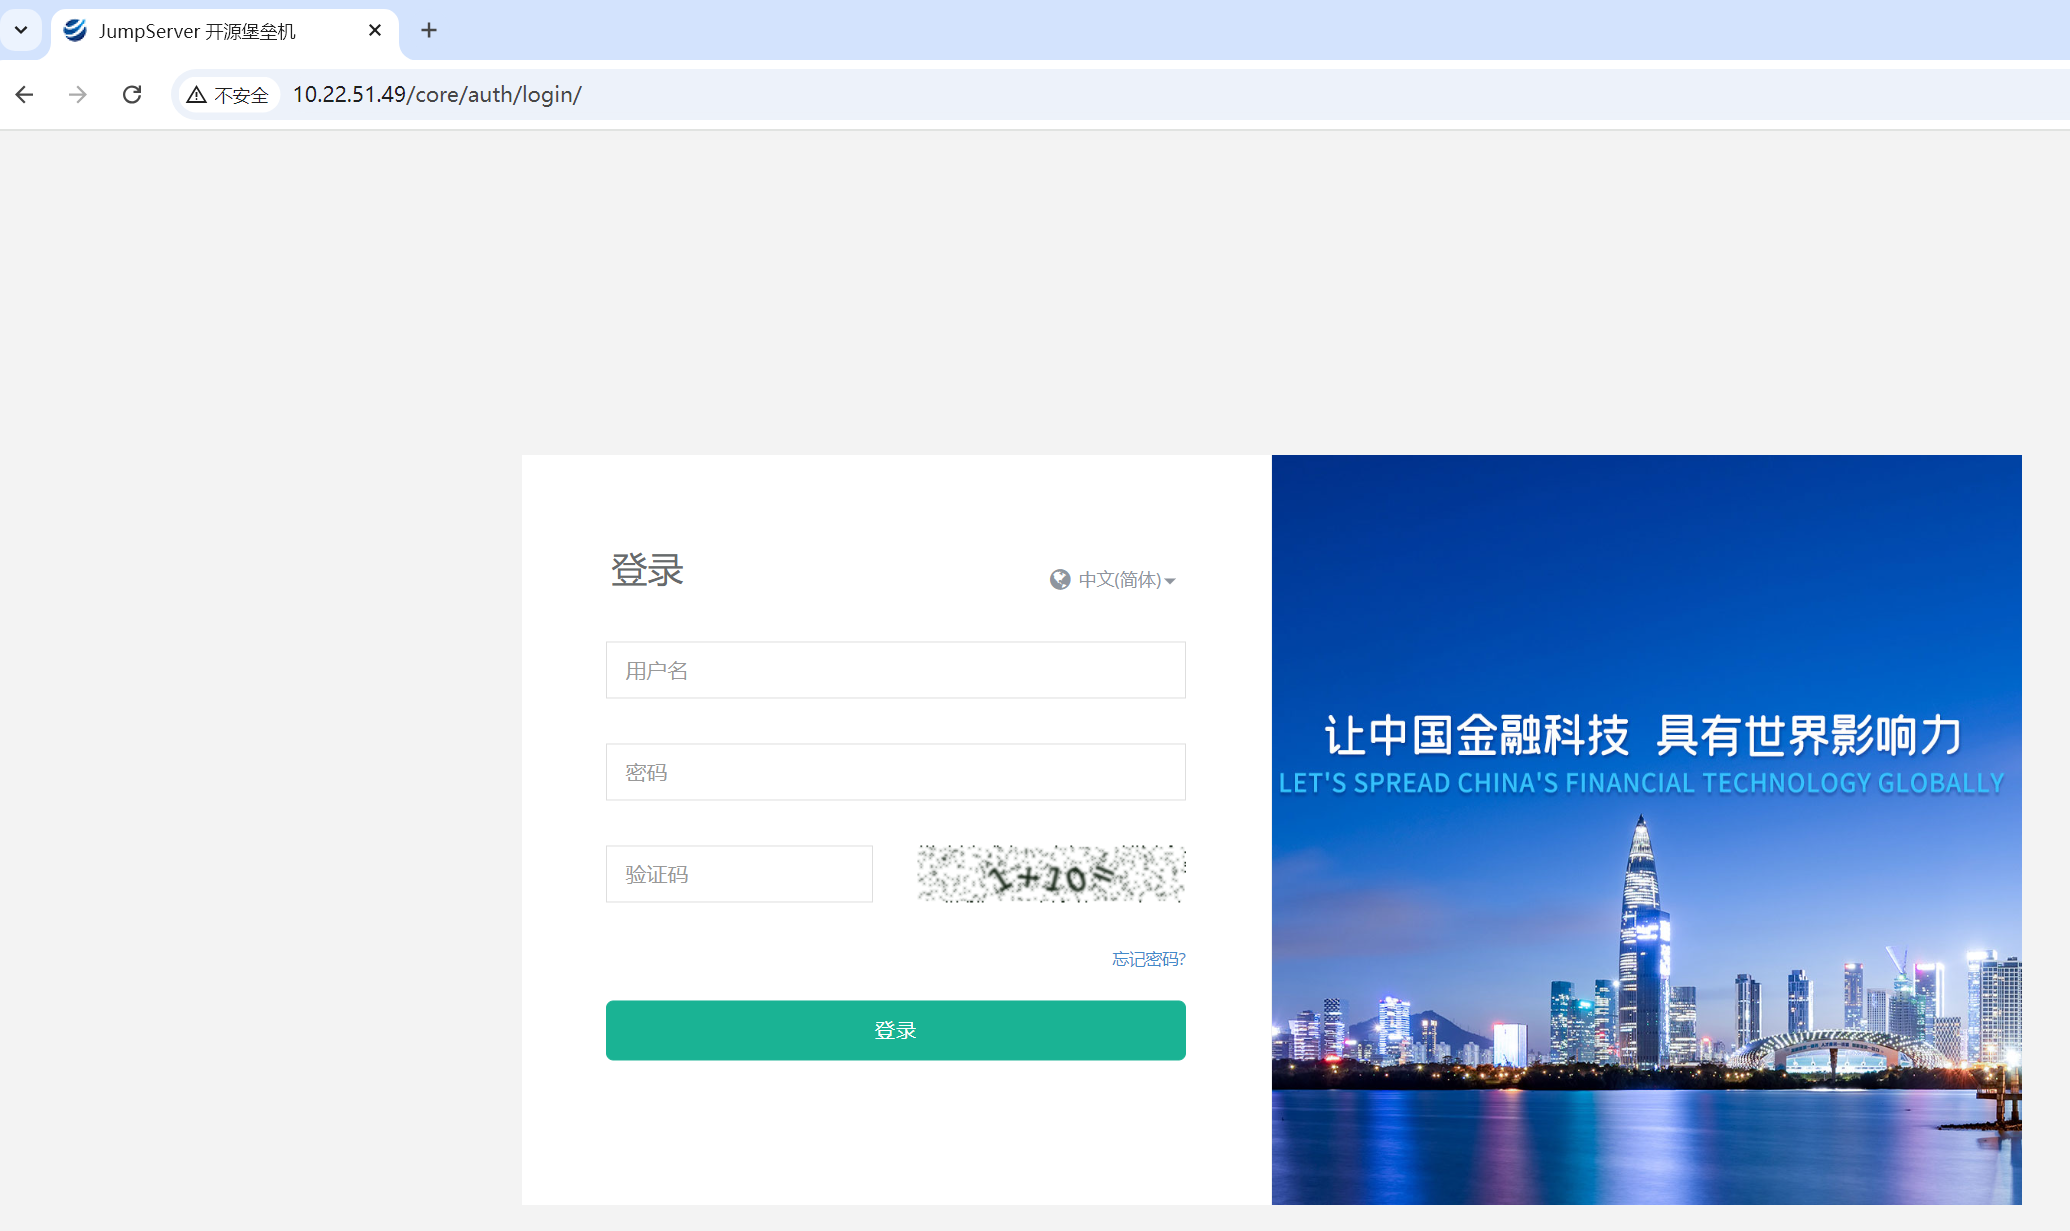 JumpServer 开源堡垒机
不安全
10.22.51.49/core/auth/login/
登录
中文(简体)
用户名
密码
验证码
1+10=
忘记密码?
登录
让中国金融科技 具有世界影响力
LET'S SPREAD CHINA'S FINANCIAL TECHNOLOGY GLOBALLY